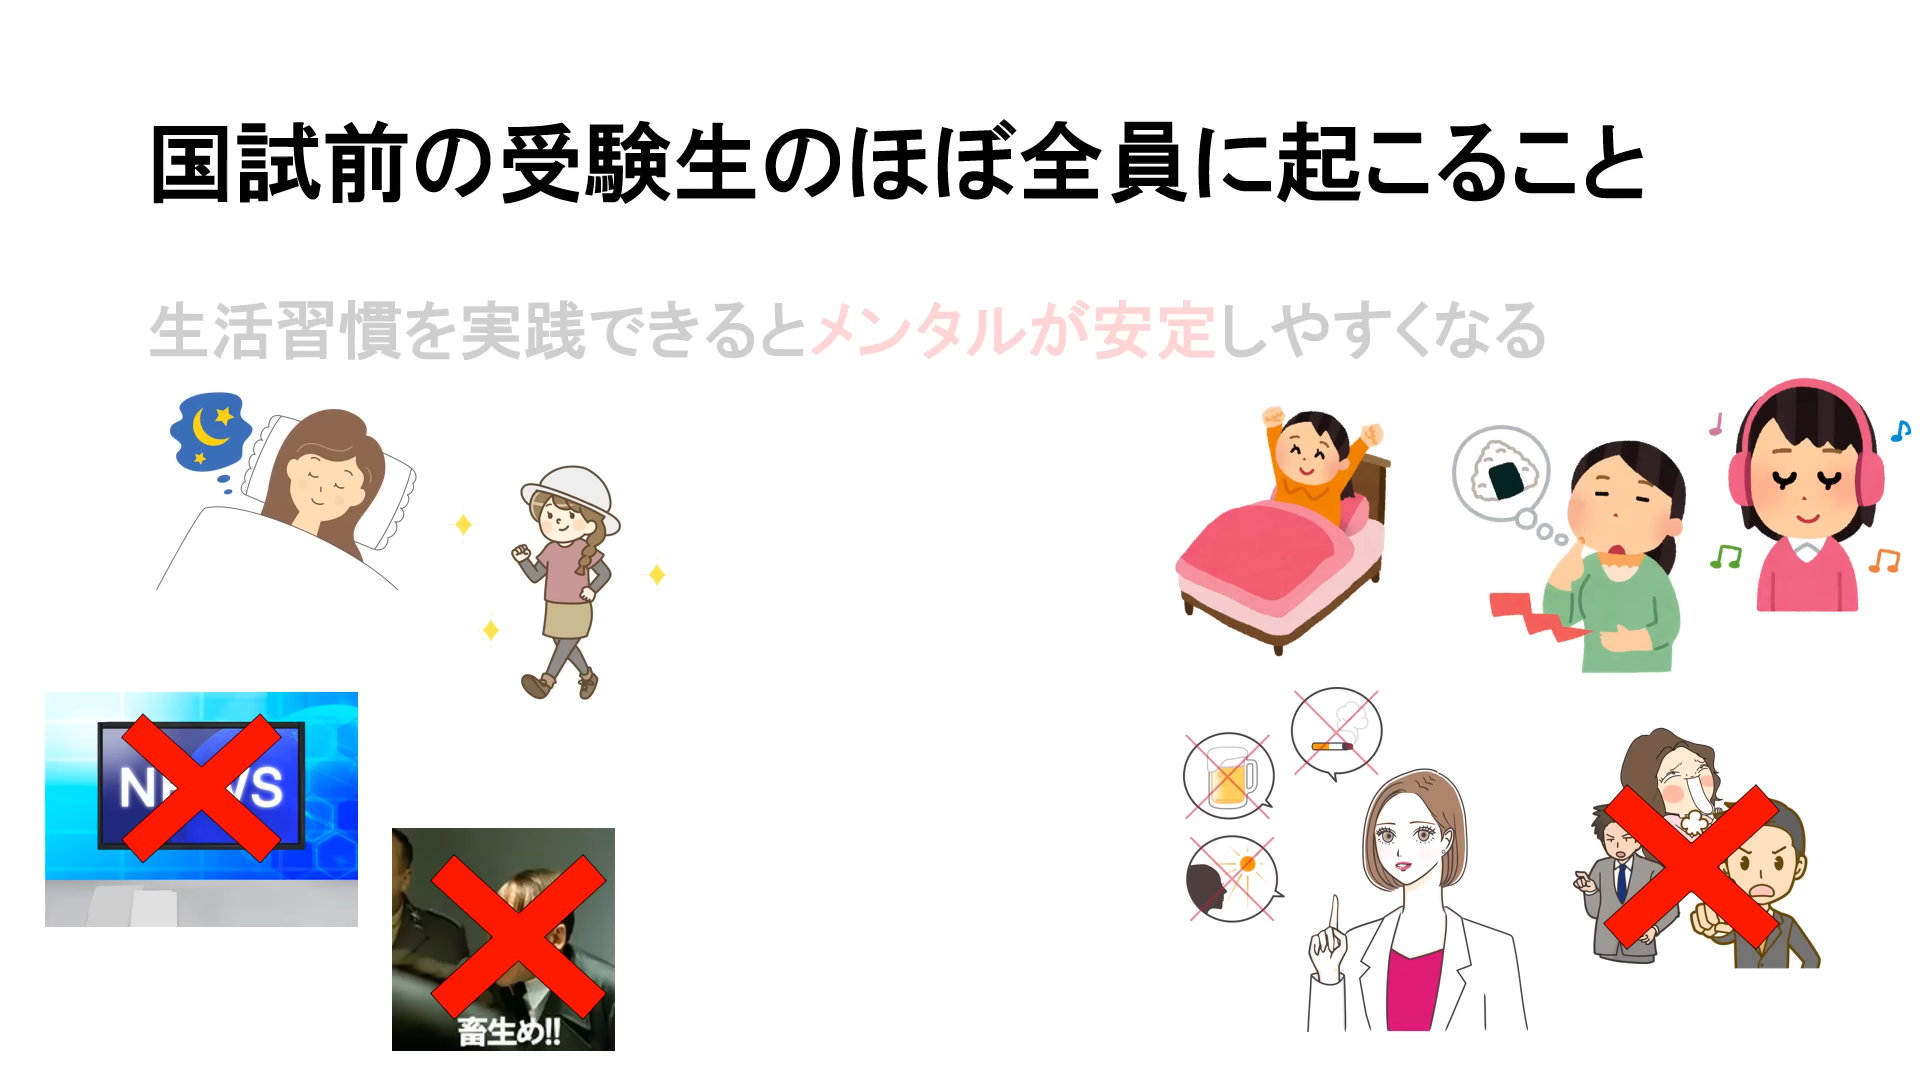 国試前の受験生のほぼ全員に起こること
生活習慣を実践できるとメンタルが安定しやすくなる
NEWS
畜生め!!